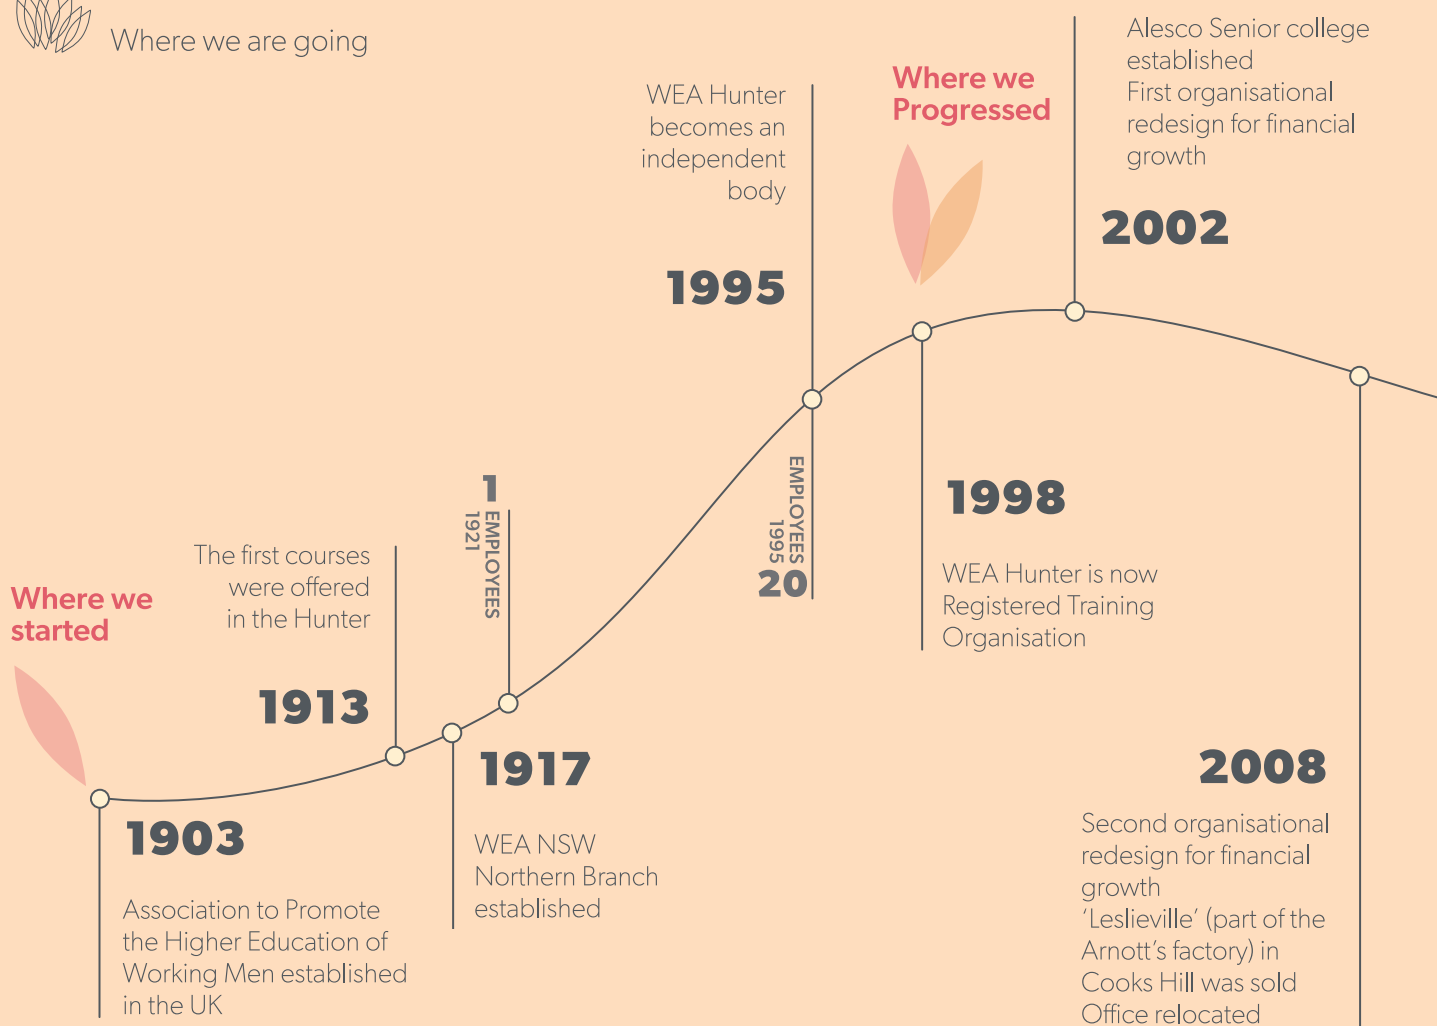 Where we are going
Where we
started
1903
Association to Promote
the Higher Education of
Working Men established
in the UK
The first courses
were offered
in the Hunter
1913
1917
WEA NSW
Northern Branch
established
1
EMPLOYEES
1921
WEA Hunter
becomes an
independent
body
1995
EMPLOYEES
1995
20
Where we
Progressed
1998
WEA Hunter is now
Registered Training
Organisation
Alesco Senior college
established
First organisational
redesign for financial
growth
2002
2008
Second organisational
redesign for financial
growth
‘Leslieville’ (part of the
Arnott’s factory) in
Cooks Hill was sold
Office relocated